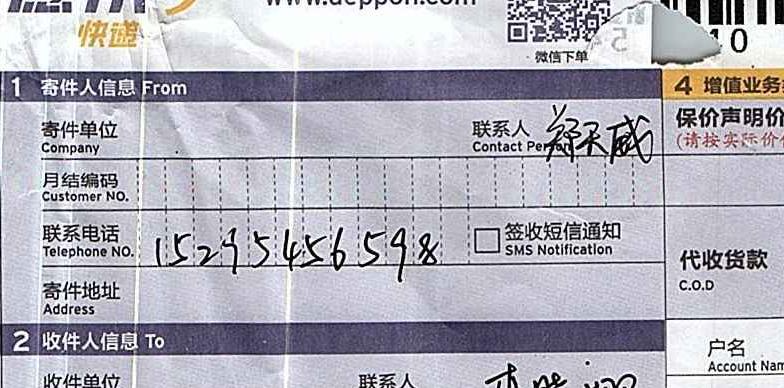 快递
www.deppon.com
微信下单
1 寄件人信息 From
4 增值业务
寄件单位
Company
联系人 郑天威
Contact Person
保价声明价
(请按实际价
月结编码
Customer NO.
联系电话 15295456598
Telephone NO.
签收短信通知
SMS Notification
代收货款
C.O.D
寄件地址
Address
2 收件人信息 To
户名
Account Nam
收件单位
联系人